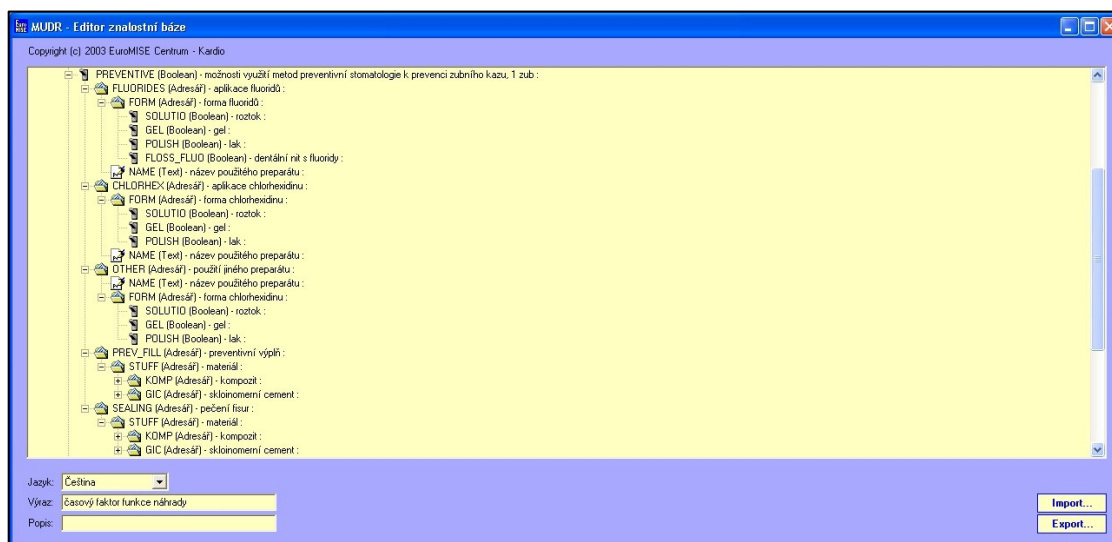 MUDR - Editor znalostní báze
Copyright (c) 2003 EuroMISE Centrum - Kardio
PREVENTIVE (Boolean) - možnosti využití metod preventivní stomatologie k prevenci zubního kazu, 1 zub :
FLUORIDES (Adresář) - aplikace fluoridů :
FORM (Adresář) - forma fluoridů :
SOLUTIO (Boolean) - roztok :
GEL (Boolean) - gel :
POLISH (Boolean) - lak :
FLOSS_FLUO (Boolean) - dentální nit s fluoridy :
NAME (Text) - název použitého preparátu :
CHLORHEX (Adresář) - aplikace chlorhexidinu :
FORM (Adresář) - forma chlorhexidinu :
SOLUTIO (Boolean) - roztok :
GEL (Boolean) - gel :
POLISH (Boolean) - lak :
NAME (Text) - název použitého preparátu :
OTHER (Adresář) - použití jiného preparátu :
NAME (Text) - název použitého preparátu :
FORM (Adresář) - forma chlorhexidinu :
SOLUTIO (Boolean) - roztok :
GEL (Boolean) - gel :
POLISH (Boolean) - lak :
PREV_FILL (Adresář) - preventivní výplň :
STUFF (Adresář) - materiál :
KOMP (Adresář) - kompozit :
GIC (Adresář) - skloinomerní cement :
SEALING (Adresář) - pečení fisur :
STUFF (Adresář) - materiál :
KOMP (Adresář) - kompozit :
GIC (Adresář) - skloinomerní cement :
Jazyk: Čeština
Výraz: časový faktor funkce náhrady
Popis:
Import...
Export...